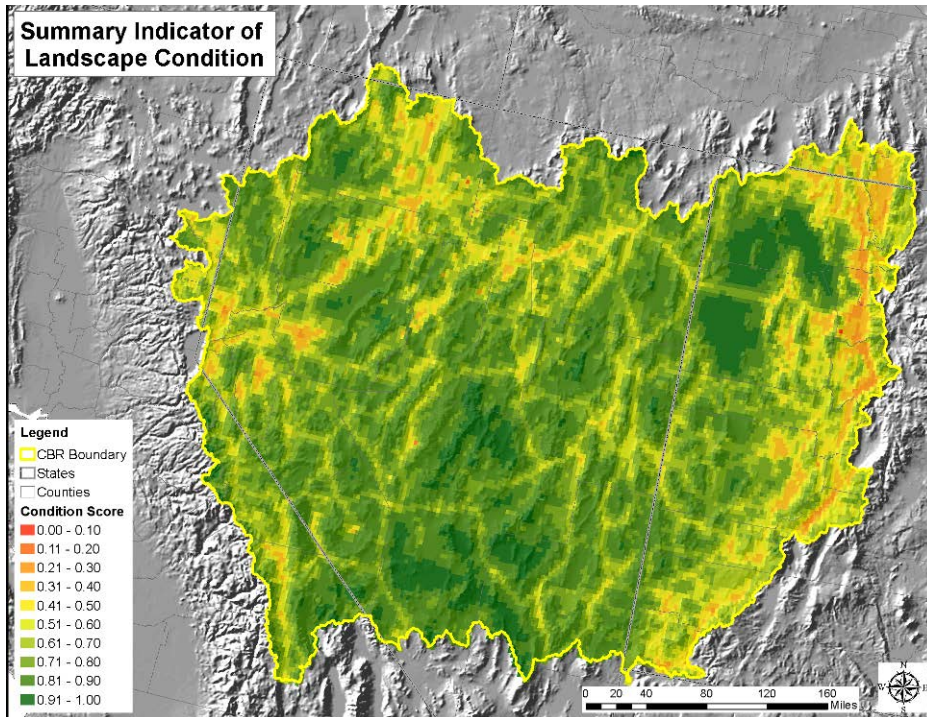 Summary Indicator of
Landscape Condition
Legend
CBR Boundary
States
Counties
Condition Score
0.00 - 0.10
0.11 - 0.20
0.21 - 0.30
0.31 - 0.40
0.41 - 0.50
0.51 - 0.60
0.61 - 0.70
0.71 - 0.80
0.81 - 0.90
0.91 - 1.00
0 20 40 80 120 160
Miles
N
W E
S